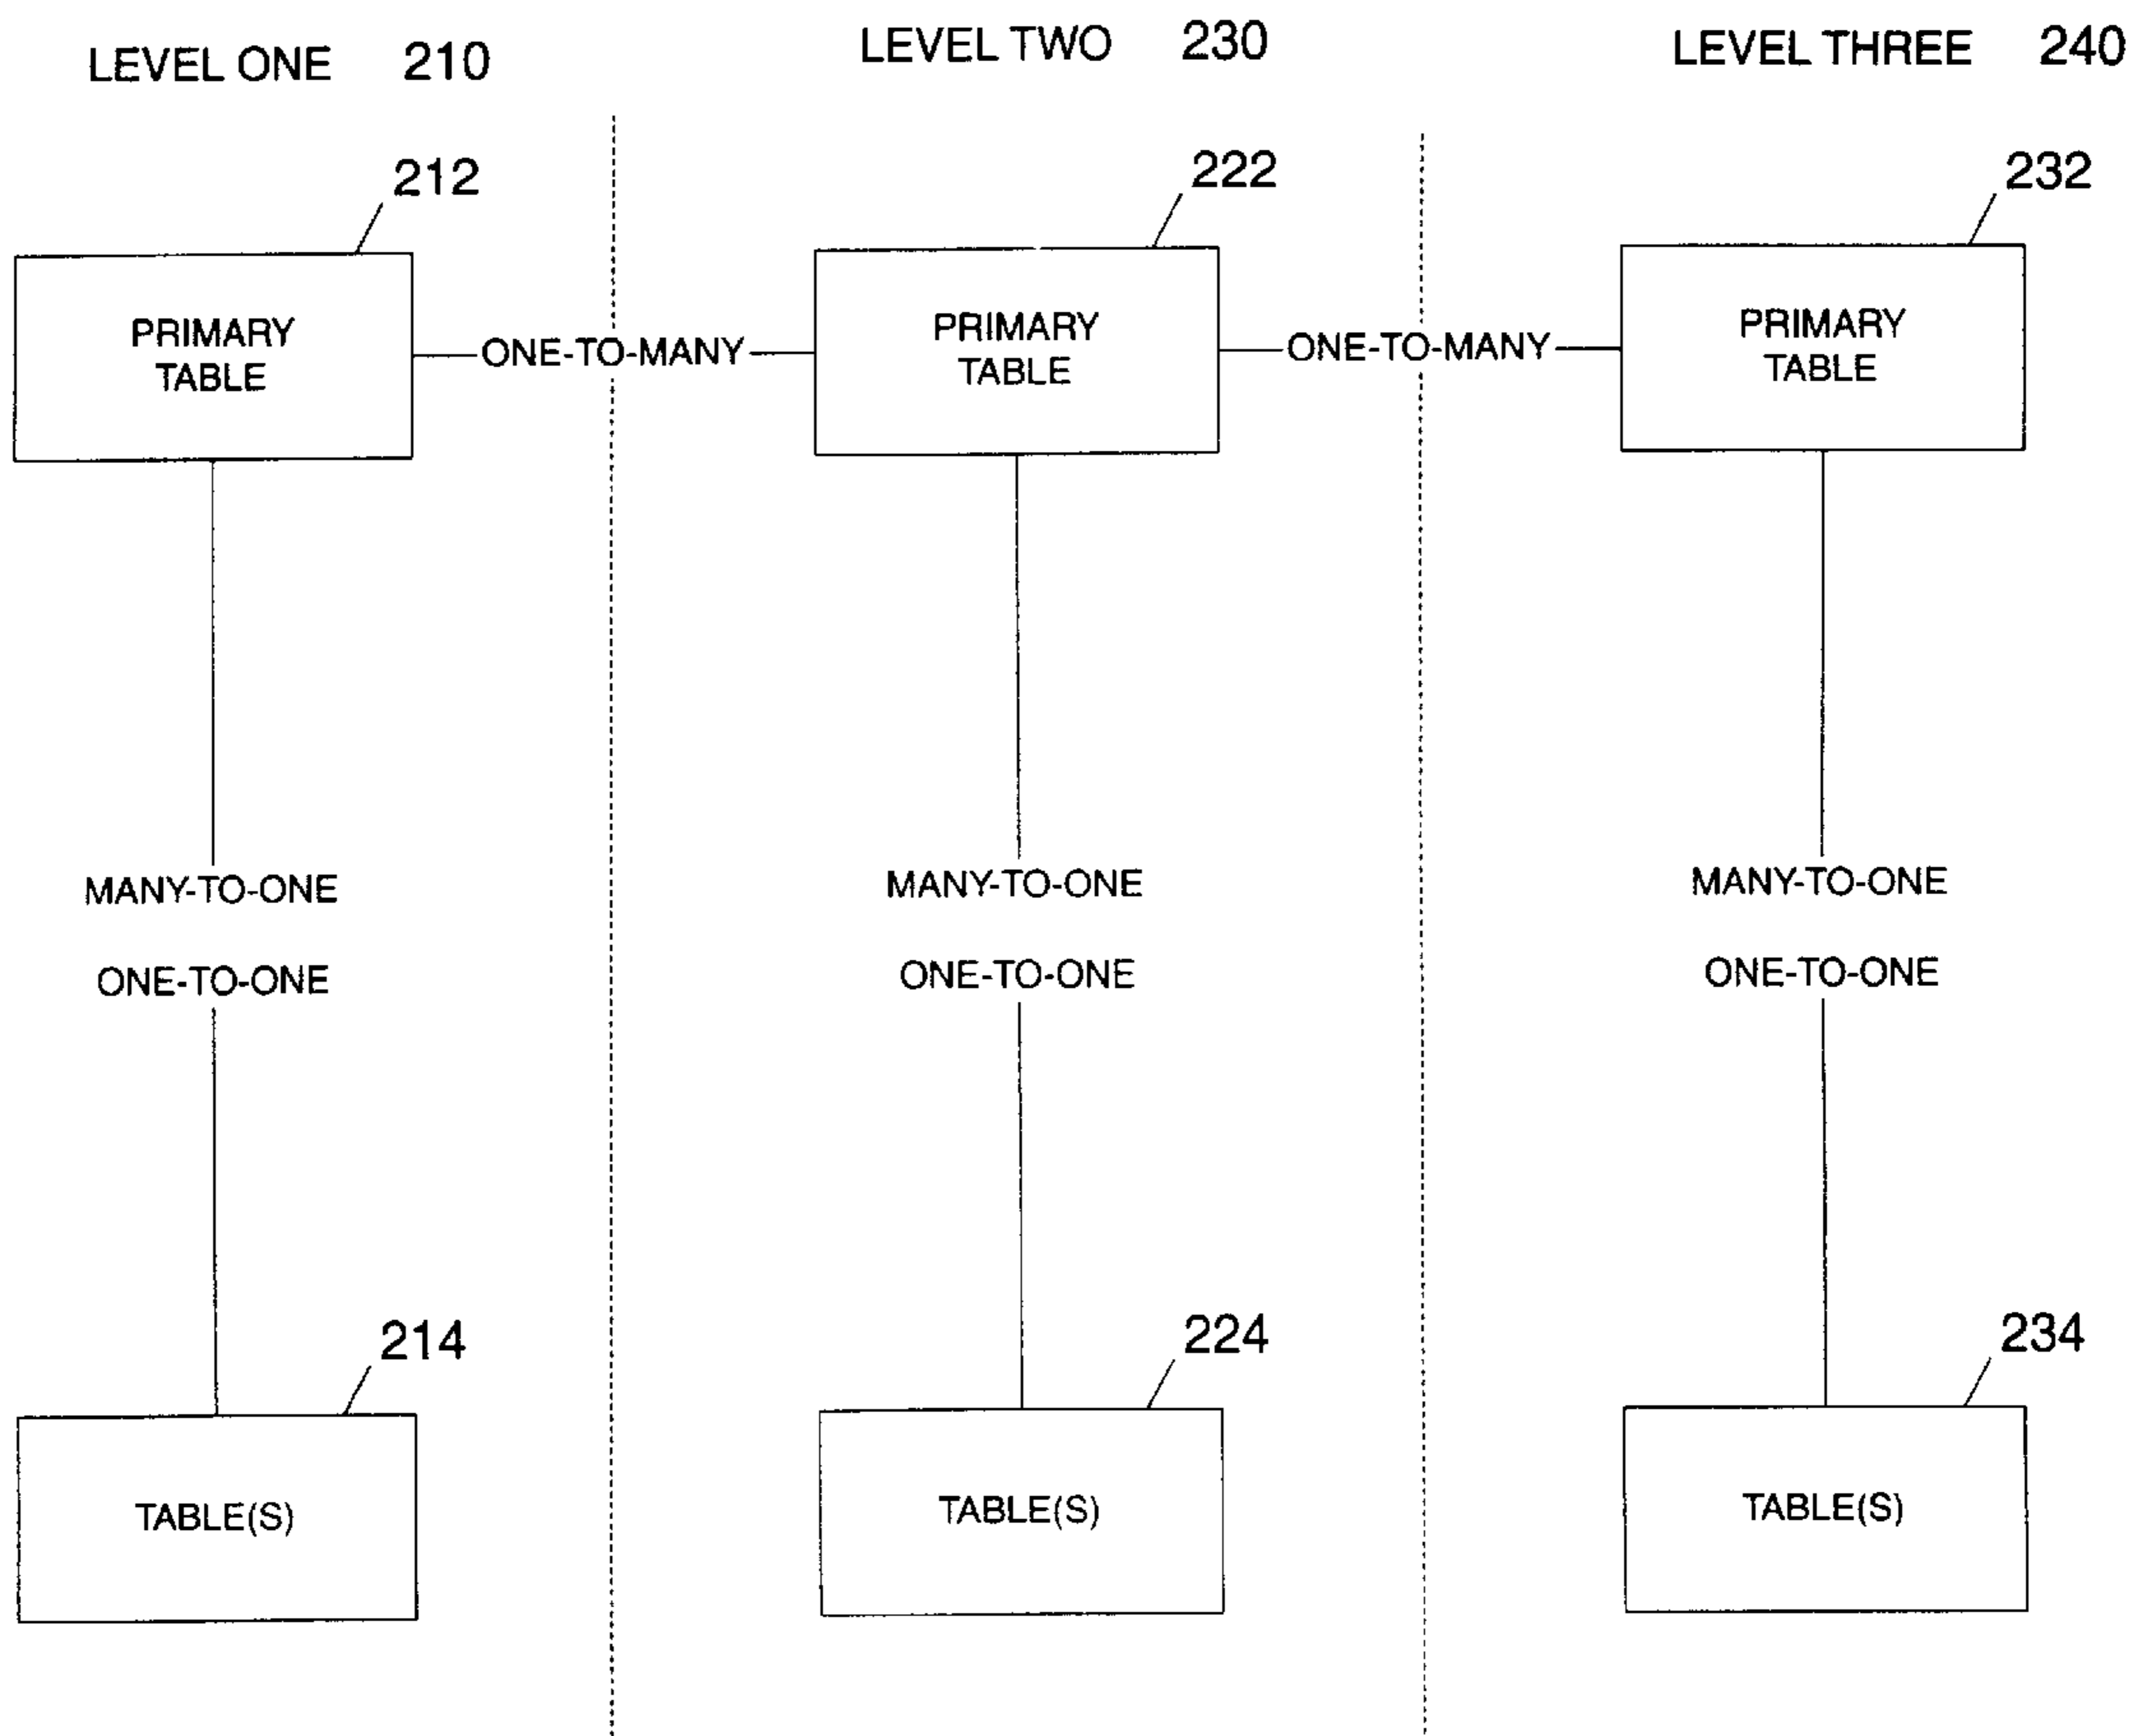 LEVEL ONE 210
LEVEL TWO 230
LEVEL THREE 240
212
222
232
PRIMARY
TABLE
ONE-TO-MANY
PRIMARY
TABLE
ONE-TO-MANY
PRIMARY
TABLE
MANY-TO-ONE
MANY-TO-ONE
MANY-TO-ONE
ONE-TO-ONE
ONE-TO-ONE
ONE-TO-ONE
214
224
234
TABLE(S)
TABLE(S)
TABLE(S)